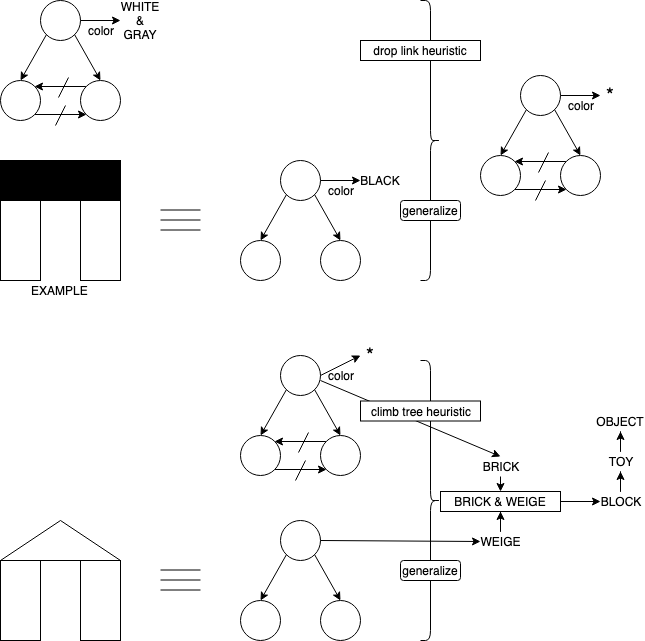 WHITE
&
GRAY
color
drop link heuristic
color
*
color
BLACK
generalize
EXAMPLE
*
color
climb tree heuristic
OBJECT
BRICK
TOY
BRICK & WEIGE
BLOCK
WEIGE
generalize